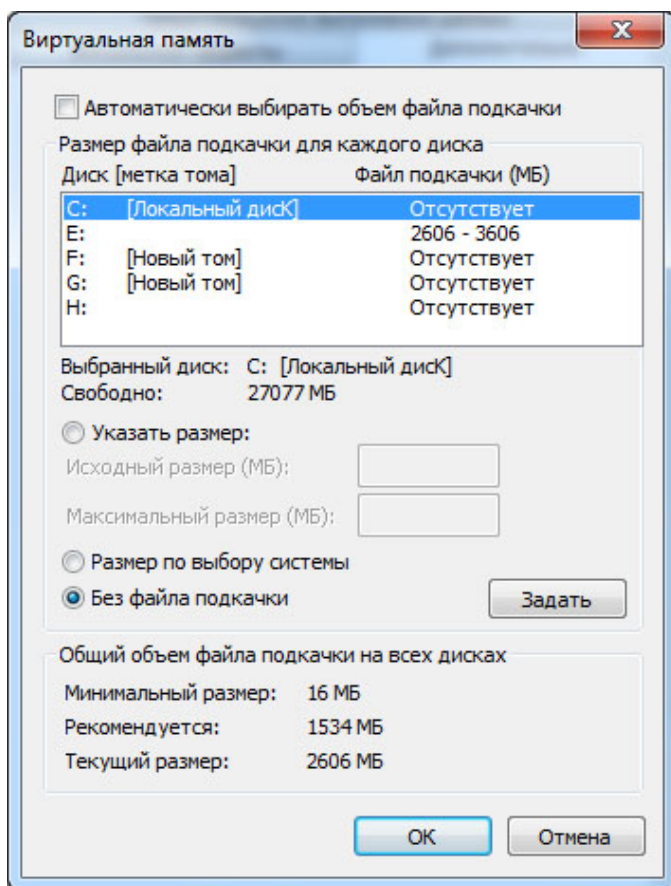 Виртуальная память
Автоматически выбирать объем файла подкачки
Размер файла подкачки для каждого диска
Диск [метка тома] Файл подкачки (МБ)
C: [Локальный дисК] Отсутствует
E: 2606 - 3606
F: [Новый том] Отсутствует
G: [Новый том] Отсутствует
H: Отсутствует
Выбранный диск: C: [Локальный дисК]
Свободно: 27077 МБ
Указать размер:
Исходный размер (МБ):
Максимальный размер (МБ):
Размер по выбору системы
Без файла подкачки Задать
Общий объем файла подкачки на всех дисках
Минимальный размер: 16 МБ
Рекомендуется: 1534 МБ
Текущий размер: 2606 МБ
ОК Отмена